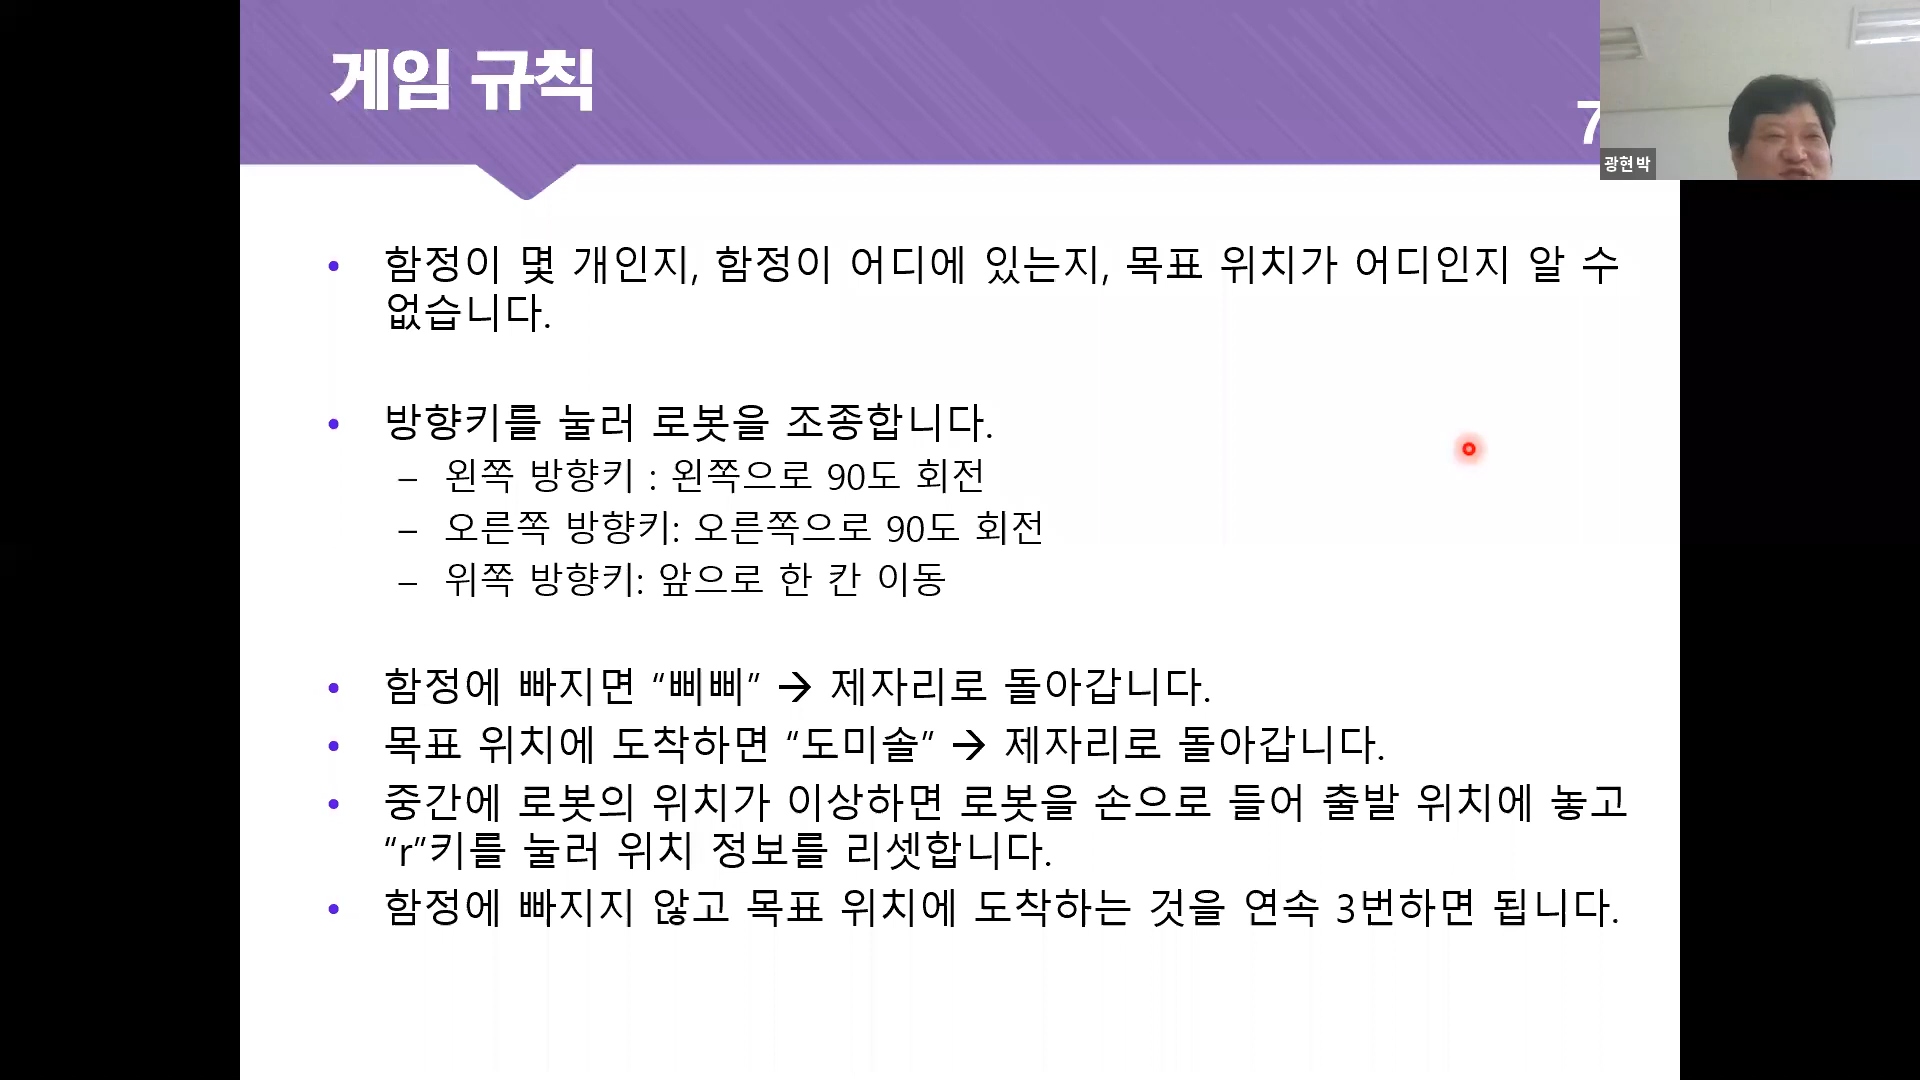 게임 규칙
7
광현 박
• 함정이 몇 개인지, 함정이 어디에 있는지, 목표 위치가 어디인지 알 수
없습니다.
• 방향키를 눌러 로봇을 조종합니다.
– 왼쪽 방향키 : 왼쪽으로 90도 회전
– 오른쪽 방향키: 오른쪽으로 90도 회전
– 위쪽 방향키: 앞으로 한 칸 이동
• 함정에 빠지면 “삐삐” → 제자리로 돌아갑니다.
• 목표 위치에 도착하면 “도미솔” → 제자리로 돌아갑니다.
• 중간에 로봇의 위치가 이상하면 로봇을 손으로 들어 출발 위치에 놓고
“r”키를 눌러 위치 정보를 리셋합니다.
• 함정에 빠지지 않고 목표 위치에 도착하는 것을 연속 3번하면 됩니다.